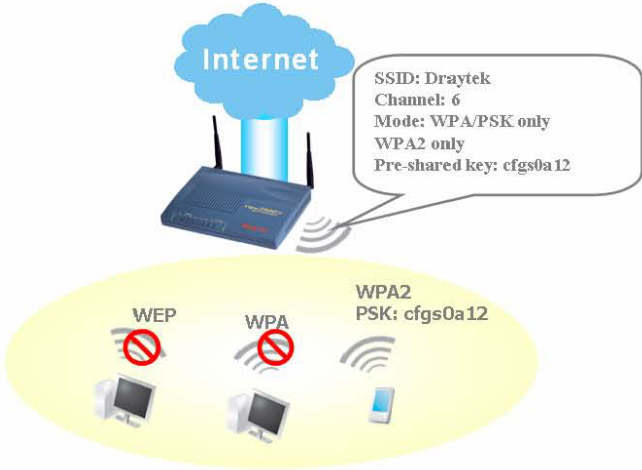 Internet
SSID: Draytek
Channel: 6
Mode: WPA/PSK only
WPA2 only
Pre-shared key: cfgs0a12
WEP
WPA
WPA2
PSK: cfgs0a12